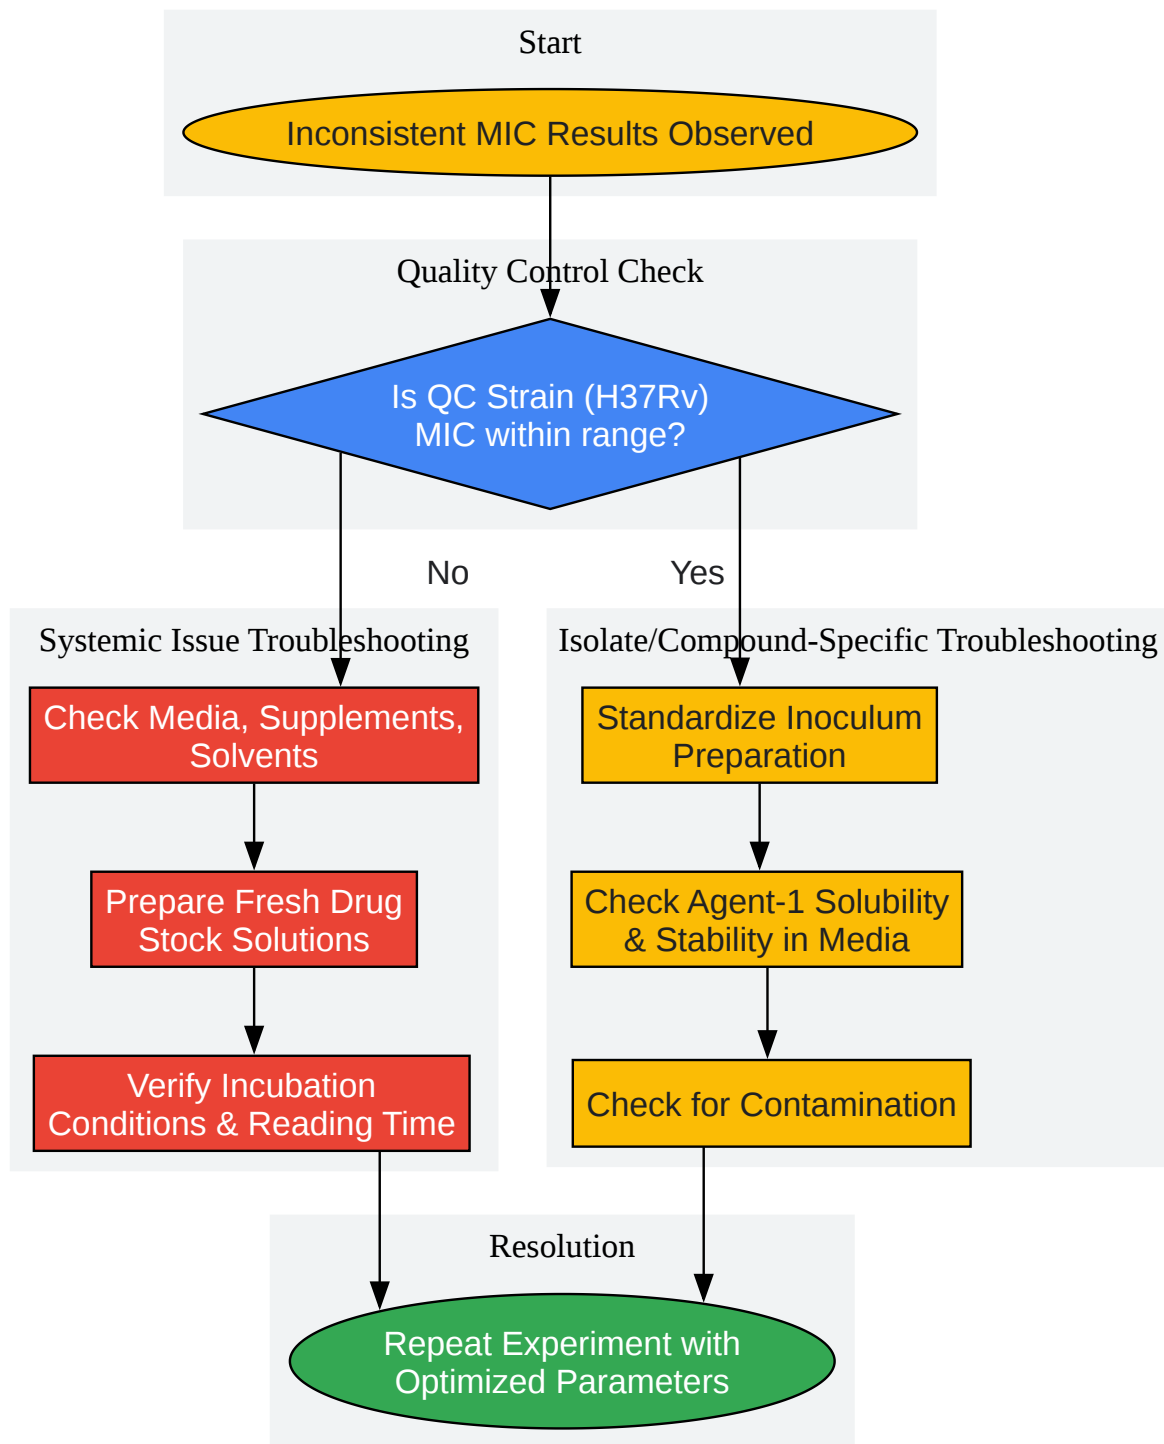 Start
Inconsistent MIC Results Observed
Quality Control Check
Is QC Strain (H37Rv)
MIC within range?
No
Yes
Systemic Issue Troubleshooting
Check Media, Supplements,
Solvents
Prepare Fresh Drug
Stock Solutions
Verify Incubation
Conditions & Reading Time
Isolate/Compound-Specific Troubleshooting
Standardize Inoculum
Preparation
Check Agent-1 Solubility
& Stability in Media
Check for Contamination
Resolution
Repeat Experiment with
Optimized Parameters